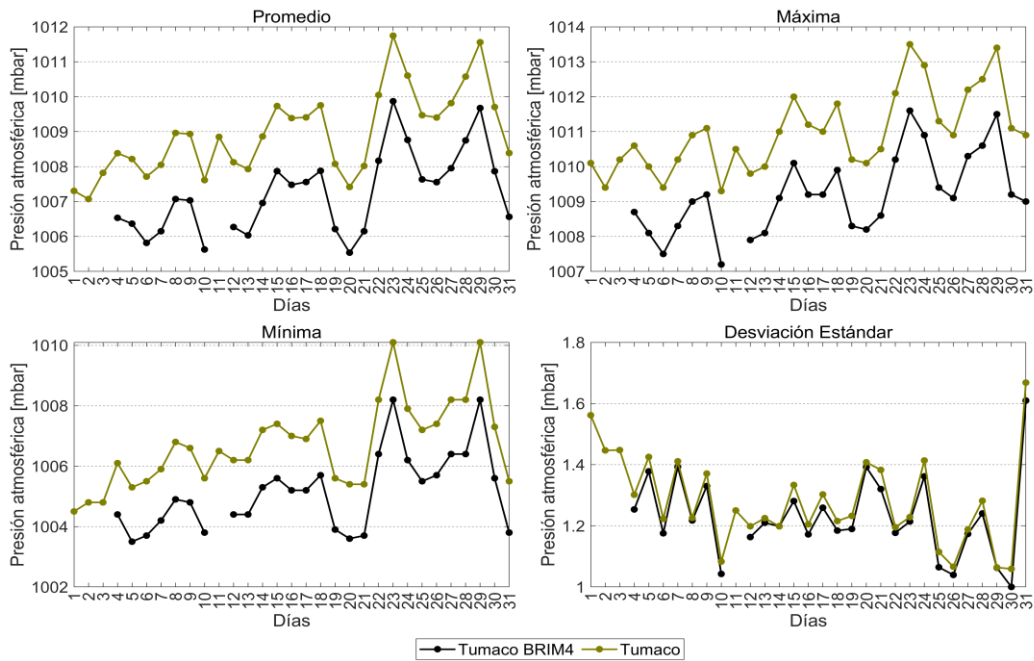 Promedio
Presión atmosférica [mbar]
1012
1011
1010
1009
1008
1007
1006
1005
1 2 3 4 5 6 7 8 9 10 11 12 13 14 15 16 17 18 19 20 21 22 23 24 25 26 27 28 29 30 31
Días
Máxima
Presión atmosférica [mbar]
1014
1013
1012
1011
1010
1009
1008
1007
1 2 3 4 5 6 7 8 9 10 11 12 13 14 15 16 17 18 19 20 21 22 23 24 25 26 27 28 29 30 31
Días
Mínima
Presión atmosférica [mbar]
1010
1008
1006
1004
1002
1 2 3 4 5 6 7 8 9 10 11 12 13 14 15 16 17 18 19 20 21 22 23 24 25 26 27 28 29 30 31
Días
Desviación Estándar
Presión atmosférica [mbar]
1.8
1.6
1.4
1.2
1
1 2 3 4 5 6 7 8 9 10 11 12 13 14 15 16 17 18 19 20 21 22 23 24 25 26 27 28 29 30 31
Días
Tumaco BRIM4 Tumaco